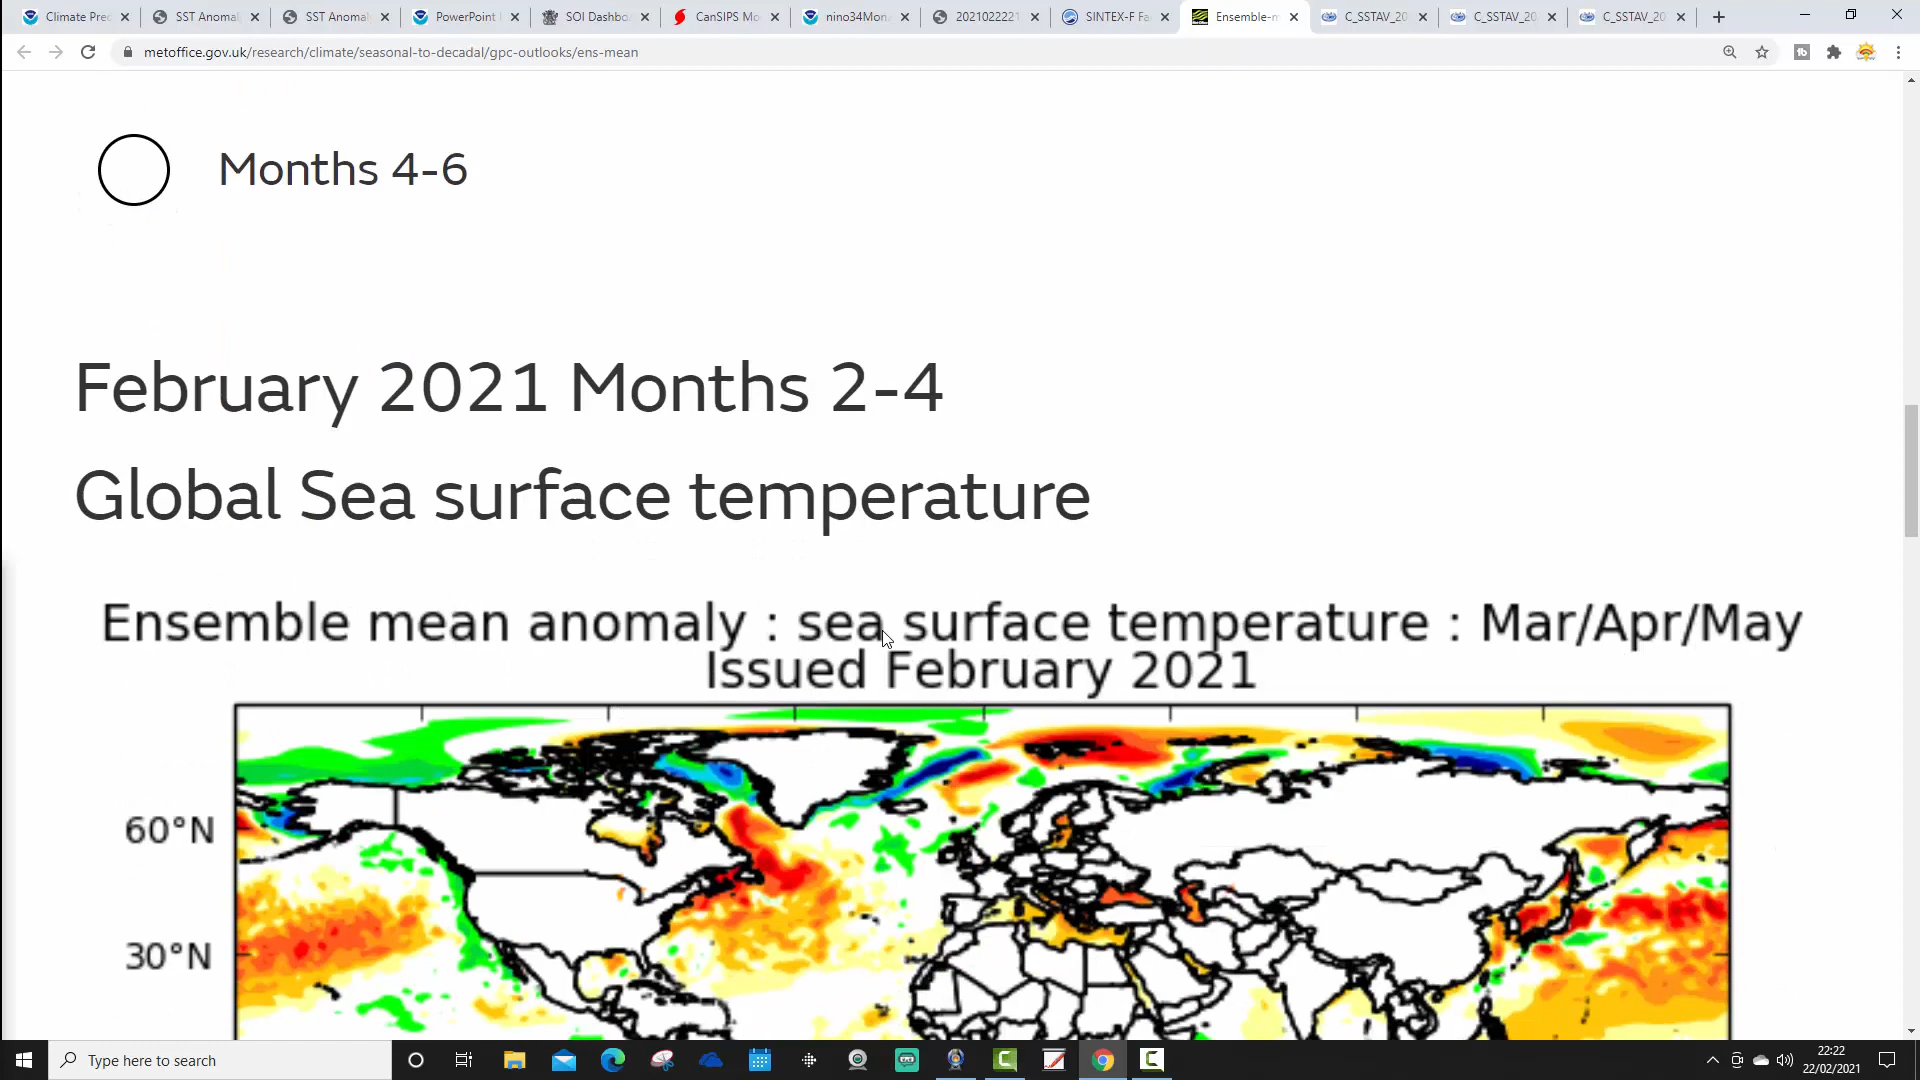 Climate Prec
SST Anomal
SST Anomal
PowerPoint
SOI Dashbo
CanSIPS Mo
nino34Mon.
2021022221
SINTEX-F Fa
Ensemble-m
C_SSTAV_20
C_SSTAV_20
C_SSTAV_20
metoffice.gov.uk/research/climate/seasonal-to-decadal/gpc-outlooks/ens-mean
Months 4-6
February 2021 Months 2-4
Global Sea surface temperature
Ensemble mean anomaly : sea surface temperature : Mar/Apr/May
Issued February 2021
60°N
30°N
Type here to search
22:22
22/02/2021